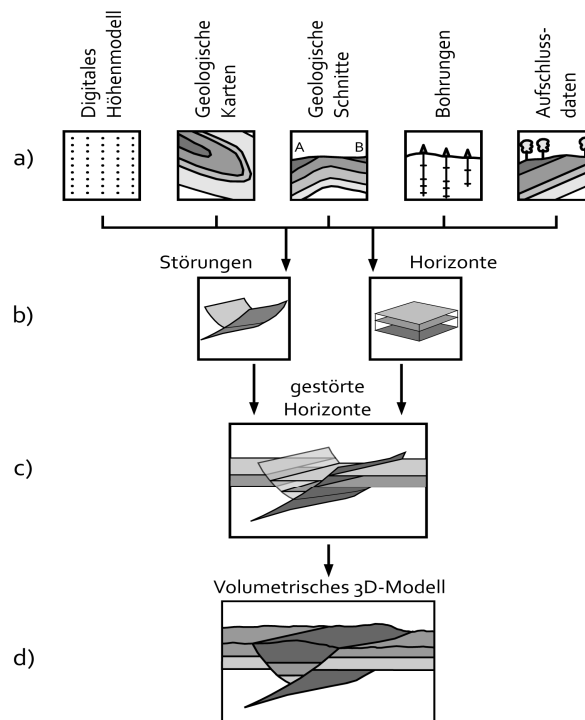 Digitales
Höhenmodell
Geologische
Karten
Geologische
Schnitte
Bohrungen
Aufschluss-
daten
a)
A
B
Störungen
Horizonte
b)
gestörte
Horizonte
c)
Volumetrisches 3D-Modell
d)